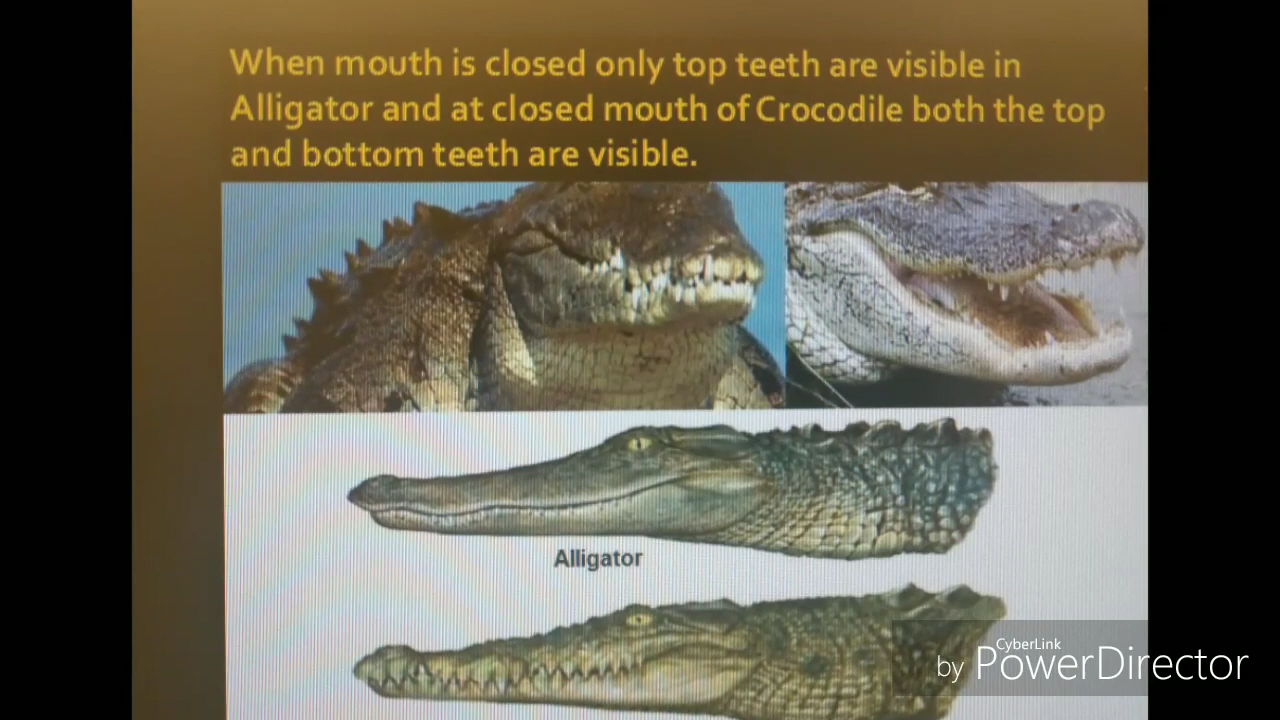 When mouth is closed only top teeth are visible in
Alligator and at closed mouth of Crocodile both the top
and bottom teeth are visible.
Alligator
CyberLink
by PowerDirector